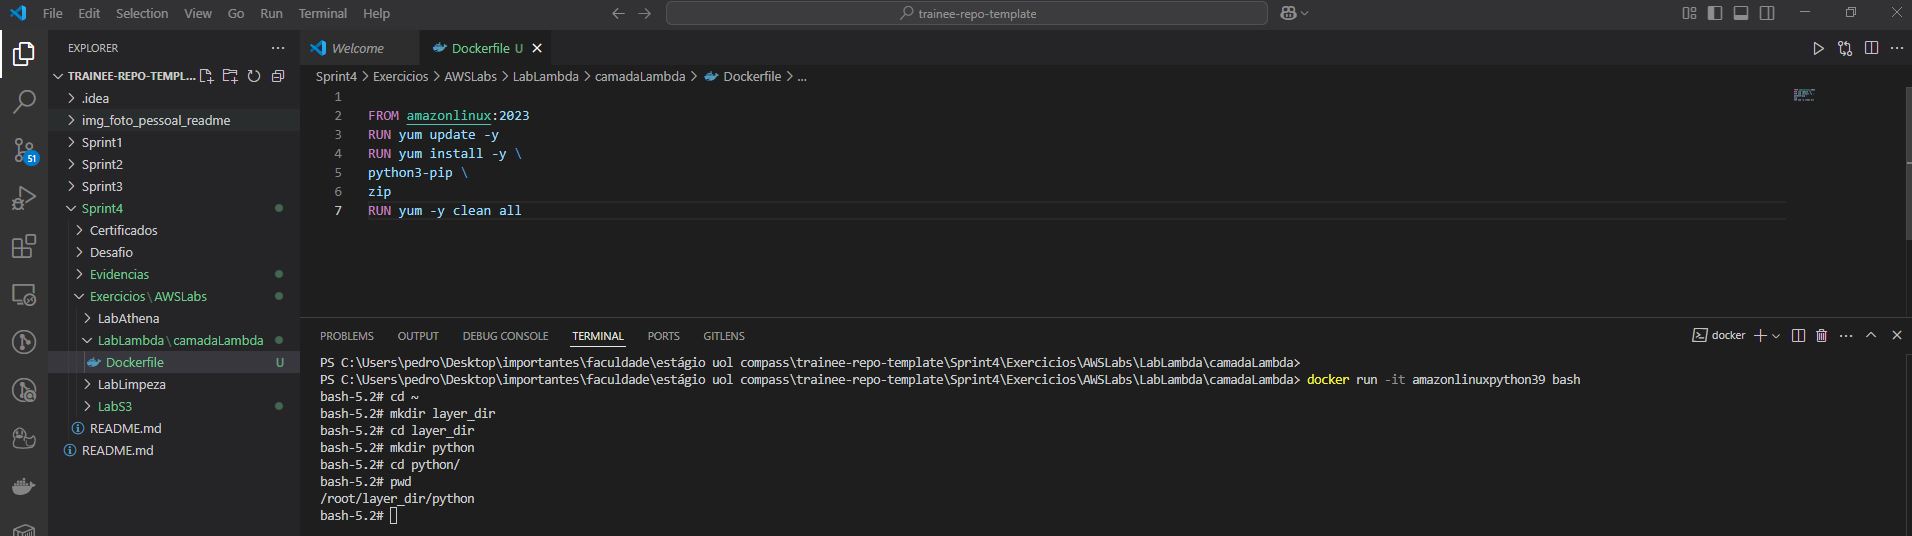 File Edit Selection View Go Run Terminal Help
trainee-repo-template
EXPLORER
TRAINEE-REPO-TEMPL...
.idea
img_foto_pessoal_readme
Sprint1
Sprint2
Sprint3
Sprint4
Certificados
Desafio
Evidencias
Exercicios\AWSLabs
LabAthena
LabLambda\camadaLambda
Dockerfile U
LabLimpeza
LabS3
README.md
README.md
51
Welcome
Dockerfile U
Sprint4 > Exercicios > AWSLabs > LabLambda > camadaLambda > Dockerfile > ...
1
2 FROM amazonlinux:2023
3 RUN yum update -y
4 RUN yum install -y \
5 python3-pip \
6 zip
7 RUN yum -y clean all
PROBLEMS OUTPUT DEBUG CONSOLE TERMINAL PORTS GITLENS
docker
PS C:\Users\pedro\Desktop\importantes\faculdade\estágio uol compass\trainee-repo-template\Sprint4\Exercicios\AWSLabs\LabLambda\camadaLambda>
PS C:\Users\pedro\Desktop\importantes\faculdade\estágio uol compass\trainee-repo-template\Sprint4\Exercicios\AWSLabs\LabLambda\camadaLambda> docker run -it amazonlinuxpython39 bash
bash-5.2# cd ~
bash-5.2# mkdir layer_dir
bash-5.2# cd layer_dir
bash-5.2# mkdir python
bash-5.2# cd python/
bash-5.2# pwd
/root/layer_dir/python
bash-5.2#